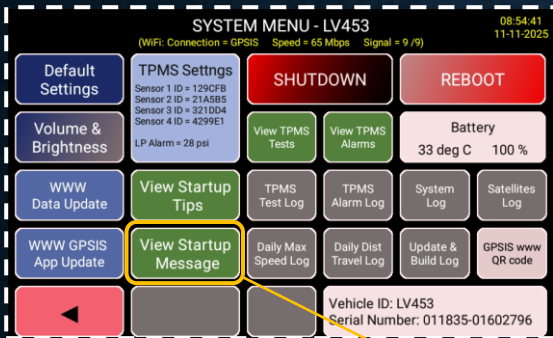 SYSTEM MENU - LV453
(WiFi: Connection = GPSIS Speed = 65 Mbps Signal = 9 /9)
08:54:41
11-11-2025
Default
Settings
TPMS Settngs
Sensor 1 ID = 129CFB
Sensor 2 ID = 21A5B5
Sensor 3 ID = 321DD4
Sensor 4 ID = 4299E1
LP Alarm = 28 psi
SHUTDOWN
REBOOT
Volume &
Brightness
View TPMS
Tests
View TPMS
Alarms
Battery
33 deg C 100 %
WWW
Data Update
View Startup
Tips
TPMS
Test Log
TPMS
Alarm Log
System
Log
Satellites
Log
WWW GPSIS
App Update
View Startup
Message
Daily Max
Speed Log
Daily Dist
Travel Log
Update &
Build Log
GPSIS www
QR code
Vehicle ID: LV453
Serial Number: 011835-01602796